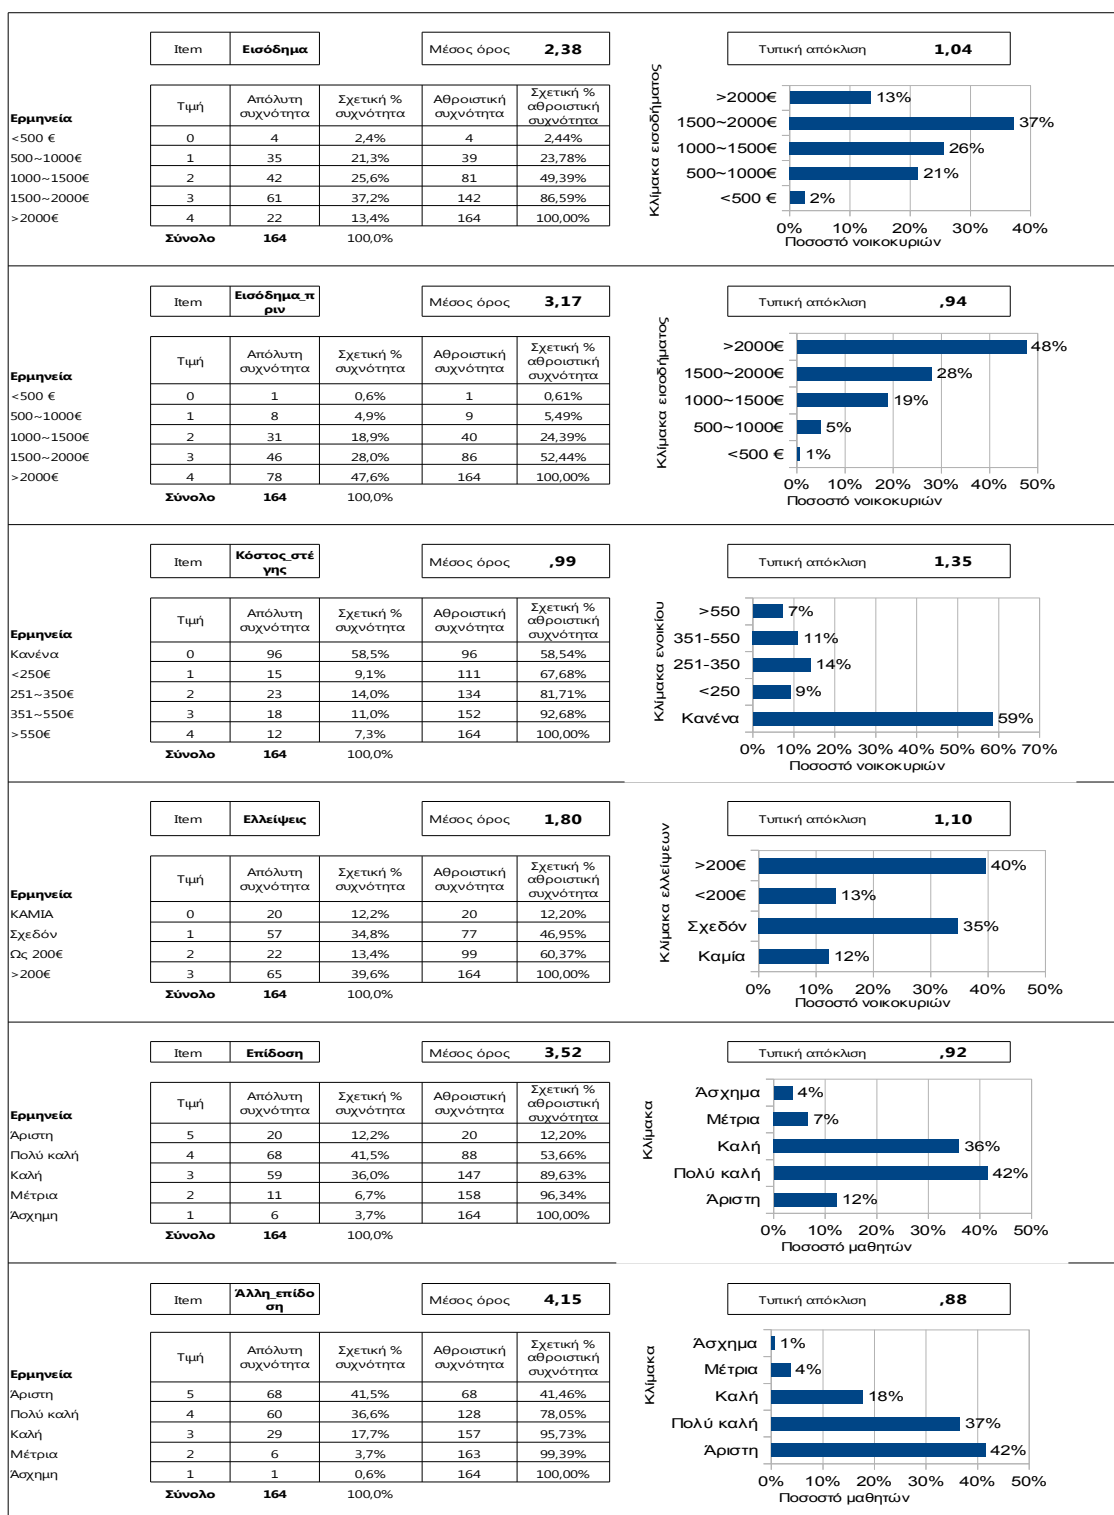 Item Εισόδημα Μέσος όρος 2,38 Τυπική απόκλιση 1,04
Ερμηνεία Τιμή Απόλυτη συχνότητα Σχετική % συχνότητα Αθροιστική συχνότητα Σχετική % αθροιστική συχνότητα
<500 € 0 4 2,4% 4 2,44%
500~1000€ 1 35 21,3% 39 23,78%
1000~1500€ 2 42 25,6% 81 49,39%
1500~2000€ 3 61 37,2% 142 86,59%
>2000€ 4 22 13,4% 164 100,00%
Σύνολο 164 100,0%
Κλίμακα εισοδήματος
>2000€ 13%
1500~2000€ 37%
1000~1500€ 26%
500~1000€ 21%
<500 € 2%
0% 10% 20% 30% 40%
Ποσοστό νοικοκυριών
Item Εισόδημα_π
ριν Μέσος όρος 3,17 Τυπική απόκλιση ,94
Ερμηνεία Τιμή Απόλυτη συχνότητα Σχετική % συχνότητα Αθροιστική συχνότητα Σχετική % αθροιστική συχνότητα
<500 € 0 1 0,6% 1 0,61%
500~1000€ 1 8 4,9% 9 5,49%
1000~1500€ 2 31 18,9% 40 24,39%
1500~2000€ 3 46 28,0% 86 52,44%
>2000€ 4 78 47,6% 164 100,00%
Σύνολο 164 100,0%
Κλίμακα εισοδήματος
>2000€ 48%
1500~2000€ 28%
1000~1500€ 19%
500~1000€ 5%
<500 € 1%
0% 10% 20% 30% 40% 50%
Ποσοστό νοικοκυριών
Item Κόστος_στέ
γης Μέσος όρος ,99 Τυπική απόκλιση 1,35
Ερμηνεία Τιμή Απόλυτη συχνότητα Σχετική % συχνότητα Αθροιστική συχνότητα Σχετική % αθροιστική συχνότητα
Κανένα 0 96 58,5% 96 58,54%
<250€ 1 15 9,1% 111 67,68%
251~350€ 2 23 14,0% 134 81,71%
351~550€ 3 18 11,0% 152 92,68%
>550€ 4 12 7,3% 164 100,00%
Σύνολο 164 100,0%
Κλίμακα ενοικίου
>550 7%
351-550 11%
251-350 14%
<250 9%
Κανένα 59%
0% 10% 20% 30% 40% 50% 60% 70%
Ποσοστό νοικοκυριών
Item Ελλείψεις Μέσος όρος 1,80 Τυπική απόκλιση 1,10
Ερμηνεία Τιμή Απόλυτη συχνότητα Σχετική % συχνότητα Αθροιστική συχνότητα Σχετική % αθροιστική συχνότητα
ΚΑΜΙΑ 0 20 12,2% 20 12,20%
Σχεδόν 1 57 34,8% 77 46,95%
Ως 200€ 2 22 13,4% 99 60,37%
>200€ 3 65 39,6% 164 100,00%
Σύνολο 164 100,0%
Κλίμακα ελλείψεων
>200€ 40%
<200€ 13%
Σχεδόν 35%
Καμία 12%
0% 10% 20% 30% 40% 50%
Ποσοστό νοικοκυριών
Item Επίδοση Μέσος όρος 3,52 Τυπική απόκλιση ,92
Ερμηνεία Τιμή Απόλυτη συχνότητα Σχετική % συχνότητα Αθροιστική συχνότητα Σχετική % αθροιστική συχνότητα
Άριστη 5 20 12,2% 20 12,20%
Πολύ καλή 4 68 41,5% 88 53,66%
Καλή 3 59 36,0% 147 89,63%
Μέτρια 2 11 6,7% 158 96,34%
Άσχημη 1 6 3,7% 164 100,00%
Σύνολο 164 100,0%
Κλίμακα
Άσχημα 4%
Μέτρια 7%
Καλή 36%
Πολύ καλή 42%
Άριστη 12%
0% 10% 20% 30% 40% 50%
Ποσοστό μαθητών
Item Άλλη_επίδο
ση Μέσος όρος 4,15 Τυπική απόκλιση ,88
Ερμηνεία Τιμή Απόλυτη συχνότητα Σχετική % συχνότητα Αθροιστική συχνότητα Σχετική % αθροιστική συχνότητα
Άριστη 5 68 41,5% 68 41,46%
Πολύ καλή 4 60 36,6% 128 78,05%
Καλή 3 29 17,7% 157 95,73%
Μέτρια 2 6 3,7% 163 99,39%
Άσχημη 1 1 0,6% 164 100,00%
Σύνολο 164 100,0%
Κλίμακα
Άσχημα 1%
Μέτρια 4%
Καλή 18%
Πολύ καλή 37%
Άριστη 42%
0% 10% 20% 30% 40% 50%
Ποσοστό μαθητών